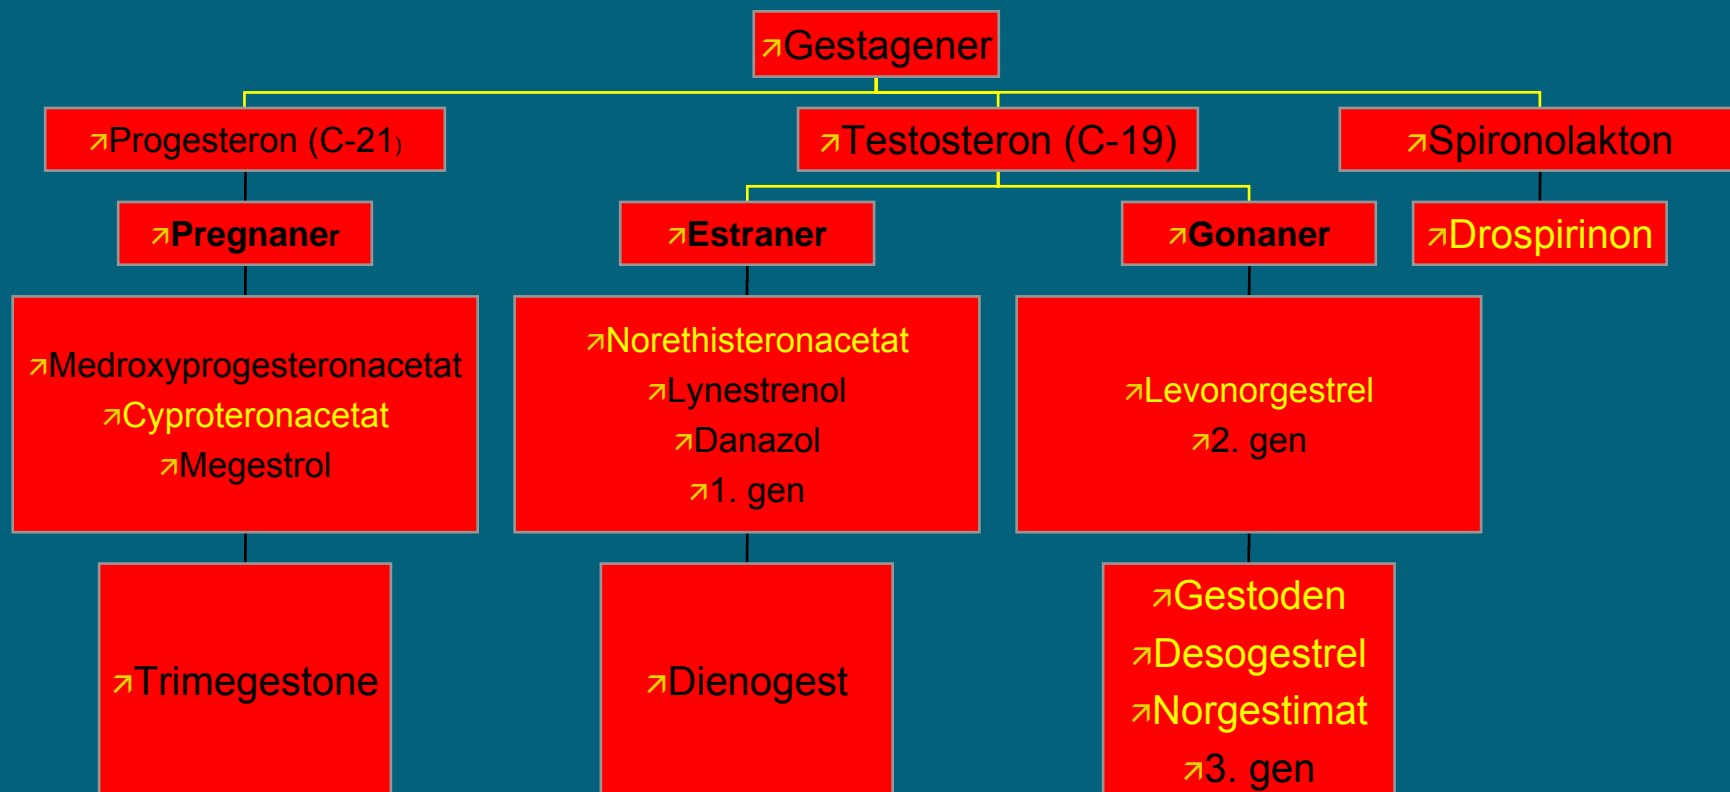 Gestagener
Progesteron (C-21)
Testosteron (C-19)
Spironolakton
Pregnaner
Estraner
Gonaner
Drospirinon
Medroxyprogesteronacetat
Cyproteronacetat
Megestrol
Norethisteronacetat
Lynestrenol
Danazol
1. gen
Levonorgestrel
2. gen
Trimegestone
Dienogest
Gestoden
Desogestrel
Norgestimat
3. gen